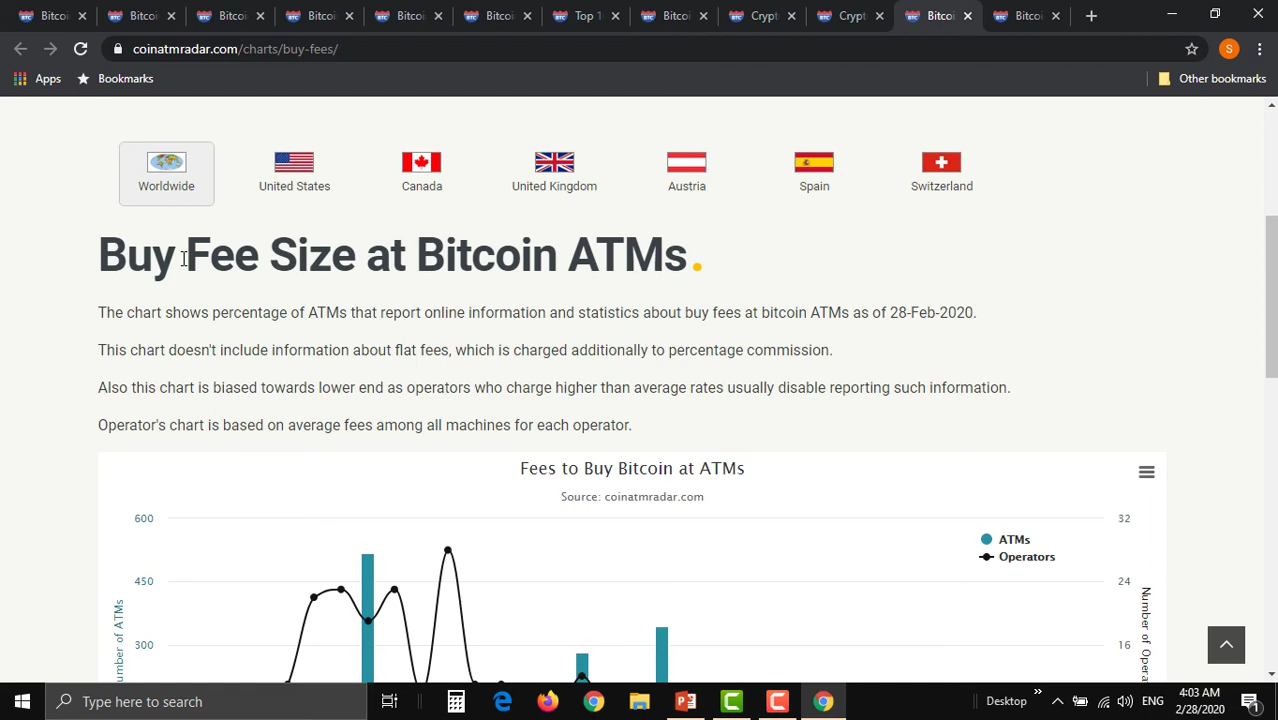 Bitcoi
Bitcoi
Bitcoi
Bitcoi
Bitcoi
Bitcoi
Top 1
Bitcoi
Crypt
Crypt
Bitcoi
Bitcoi
coinatmradar.com/charts/buy-fees/
S
Apps
Bookmarks
Other bookmarks
Worldwide
United States
Canada
United Kingdom
Austria
Spain
Switzerland
Buy Fee Size at Bitcoin ATMs.
The chart shows percentage of ATMs that report online information and statistics about buy fees at bitcoin ATMs as of 28-Feb-2020.
This chart doesn't include information about flat fees, which is charged additionally to percentage commission.
Also this chart is biased towards lower end as operators who charge higher than average rates usually disable reporting such information.
Operator's chart is based on average fees among all machines for each operator.
Fees to Buy Bitcoin at ATMs
Source: coinatmradar.com
600
450
300
32
24
16
ATMs
Operators
umber of ATMs
Number of Opera
Type here to search
Desktop
ENG
4:03 AM
2/28/2020
1